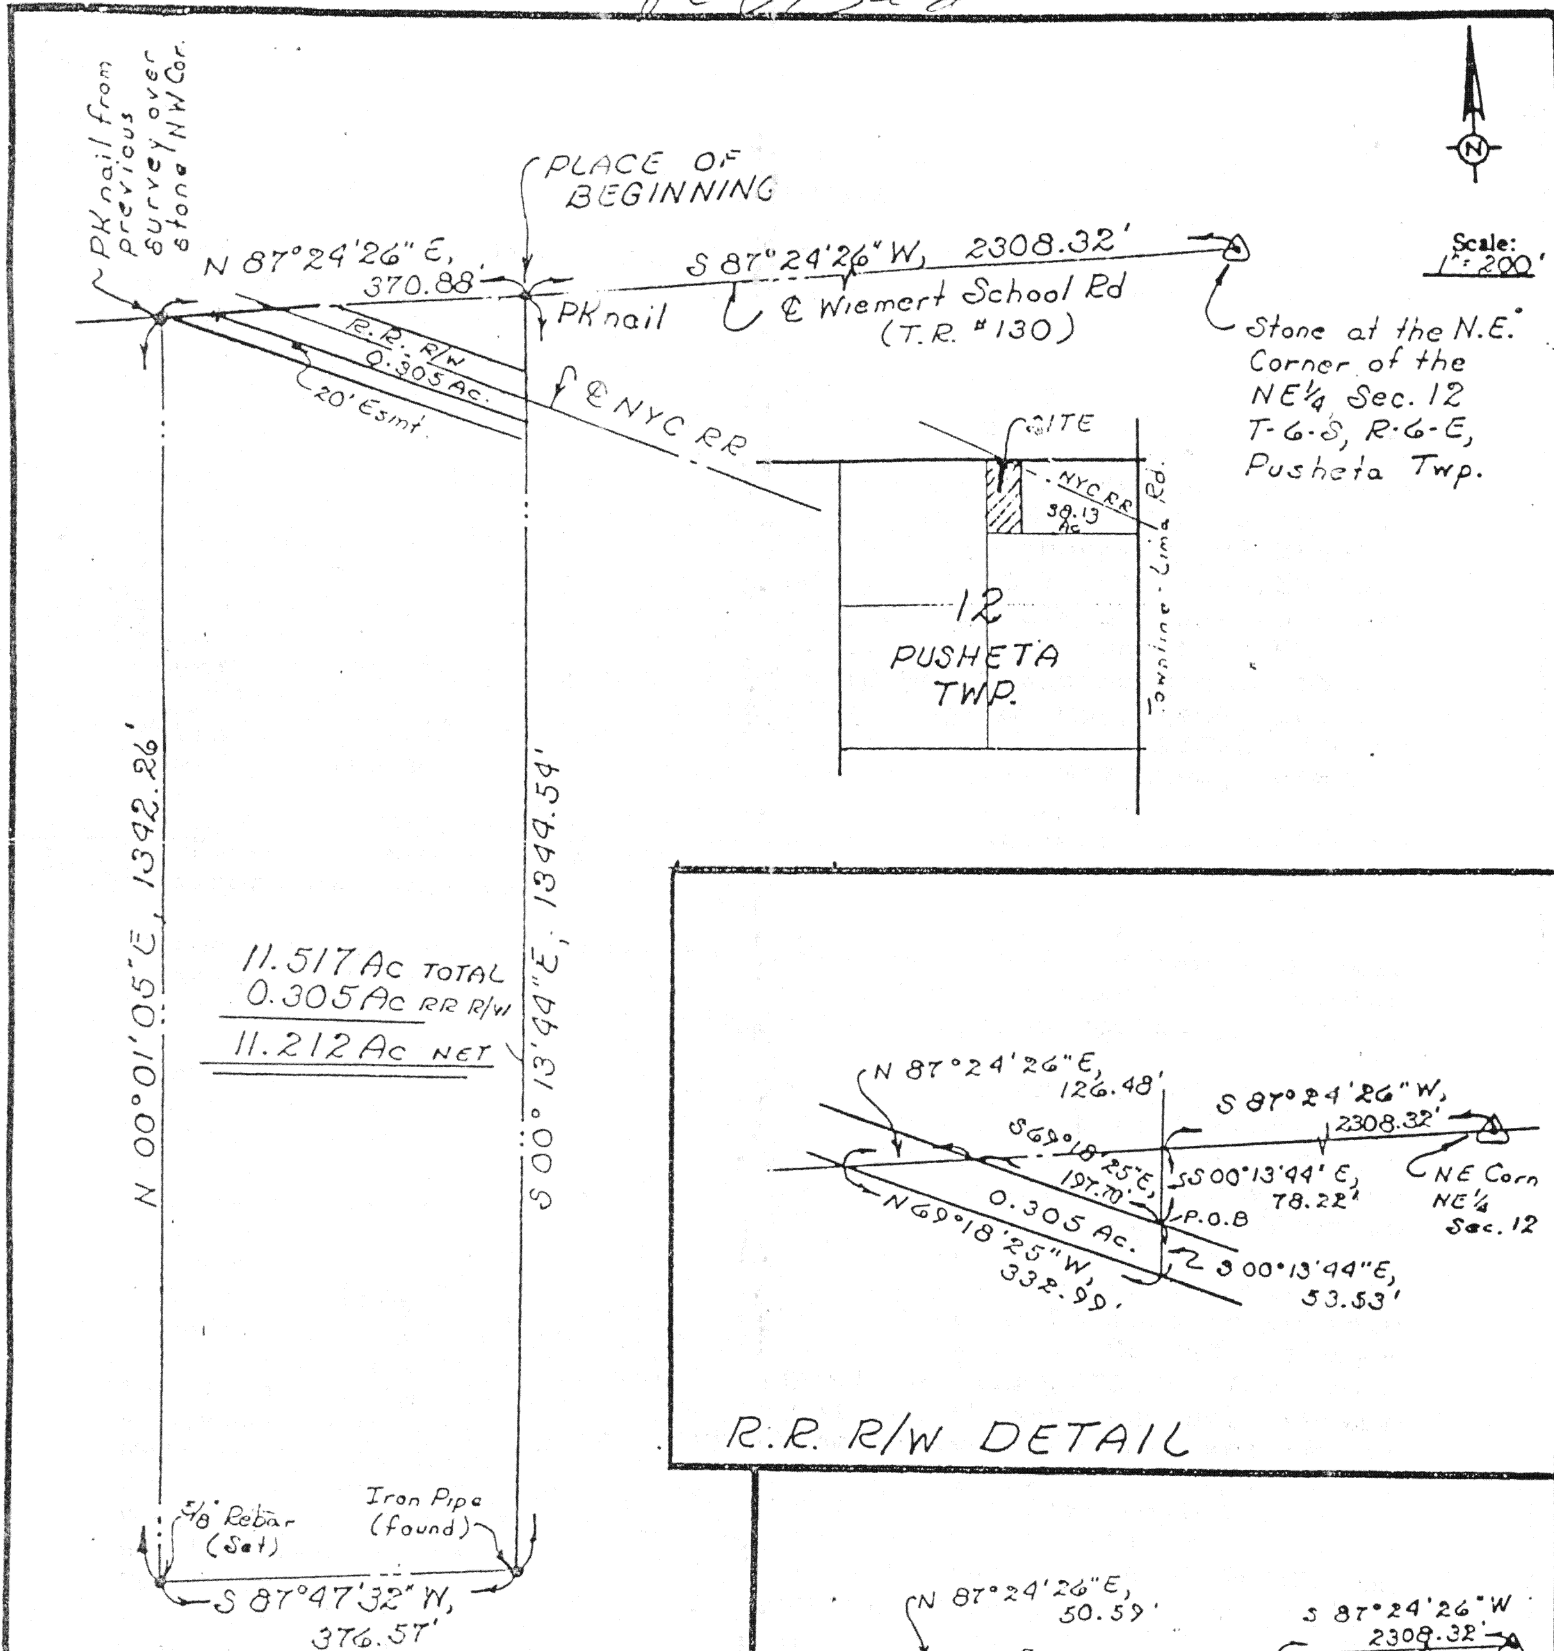 PK nail from
previous
survey over
stone NW Cor.
PLACE OF
BEGINNING
N 87°24'26" E,
370.88'
S 87°24'26" W, 2308.32'
PK nail
℄ Wiemert School Rd
(T.R. #130)
Scale:
1"=200'
Stone at the N.E.
Corner of the
NE¼ Sec. 12
T-6-S, R-6-E,
Pusheta Twp.
R.R. R/W
0.305 Ac.
20' Esmt.
℄ NYC RR
SITE
NYC RR
38.13
Ac
Townline-Lima Rd.
12
PUSHETA
TWP.
N 00°01'05" E, 1342.26'
S 00°13'44" E, 1344.54'
11.517 Ac TOTAL
0.305 Ac RR R/W
11.212 Ac NET
N 87°24'26" E,
126.48'
S 87°24'26" W,
2308.32'
S 69°18'25" E,
197.70'
S 00°13'44" E,
78.22'
NE Corn
NE¼
Sec. 12
0.305 Ac.
P.O.B
N 69°18'25" W,
332.99'
S 00°13'44" E,
53.53'
R.R. R/W DETAIL
5/8" Rebar
(Set)
Iron Pipe
(found)
S 87°47'32" W,
376.57'
N 87°24'26" E,
50.59'
S 87°24'26" W
2308.32'
N